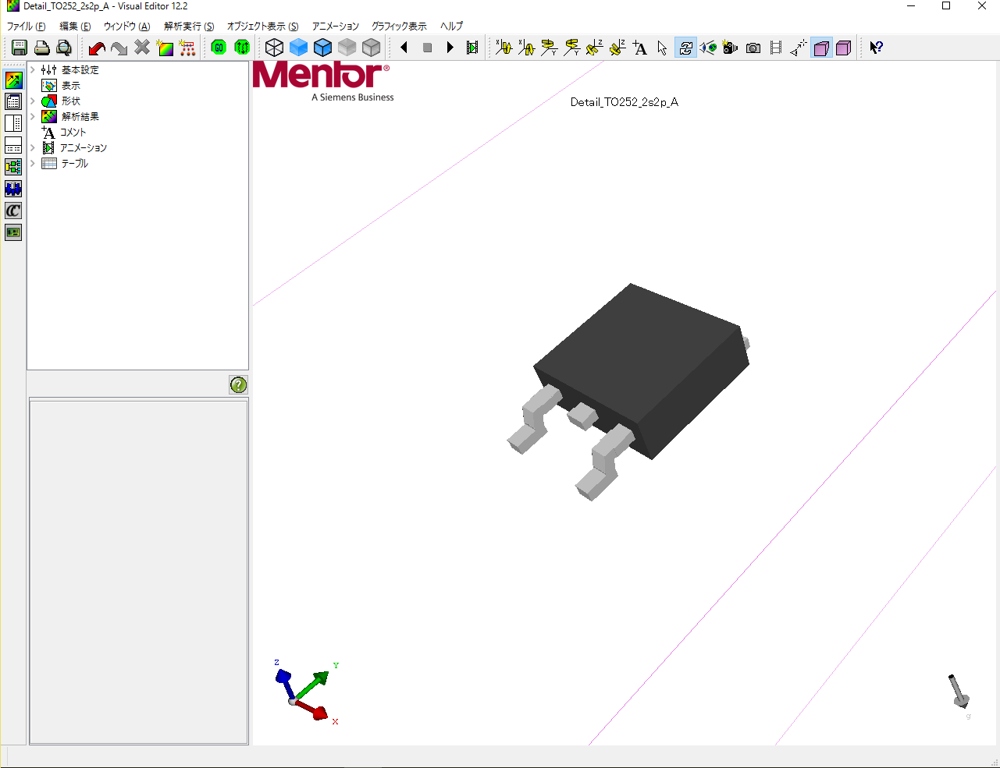 Detail_TO252_2s2p_A - Visual Editor 12.2
ファイル (F) 編集 (E) ウィンドウ (A) 解析実行 (S) オブジェクト表示 (S) アニメーション グラフィック表示 ヘルプ
GO
基本設定
表示
形状
解析結果
コメント
アニメーション
テーブル
Mentor®
A Siemens Business
Detail_TO252_2s2p_A
Z
Y
X
g